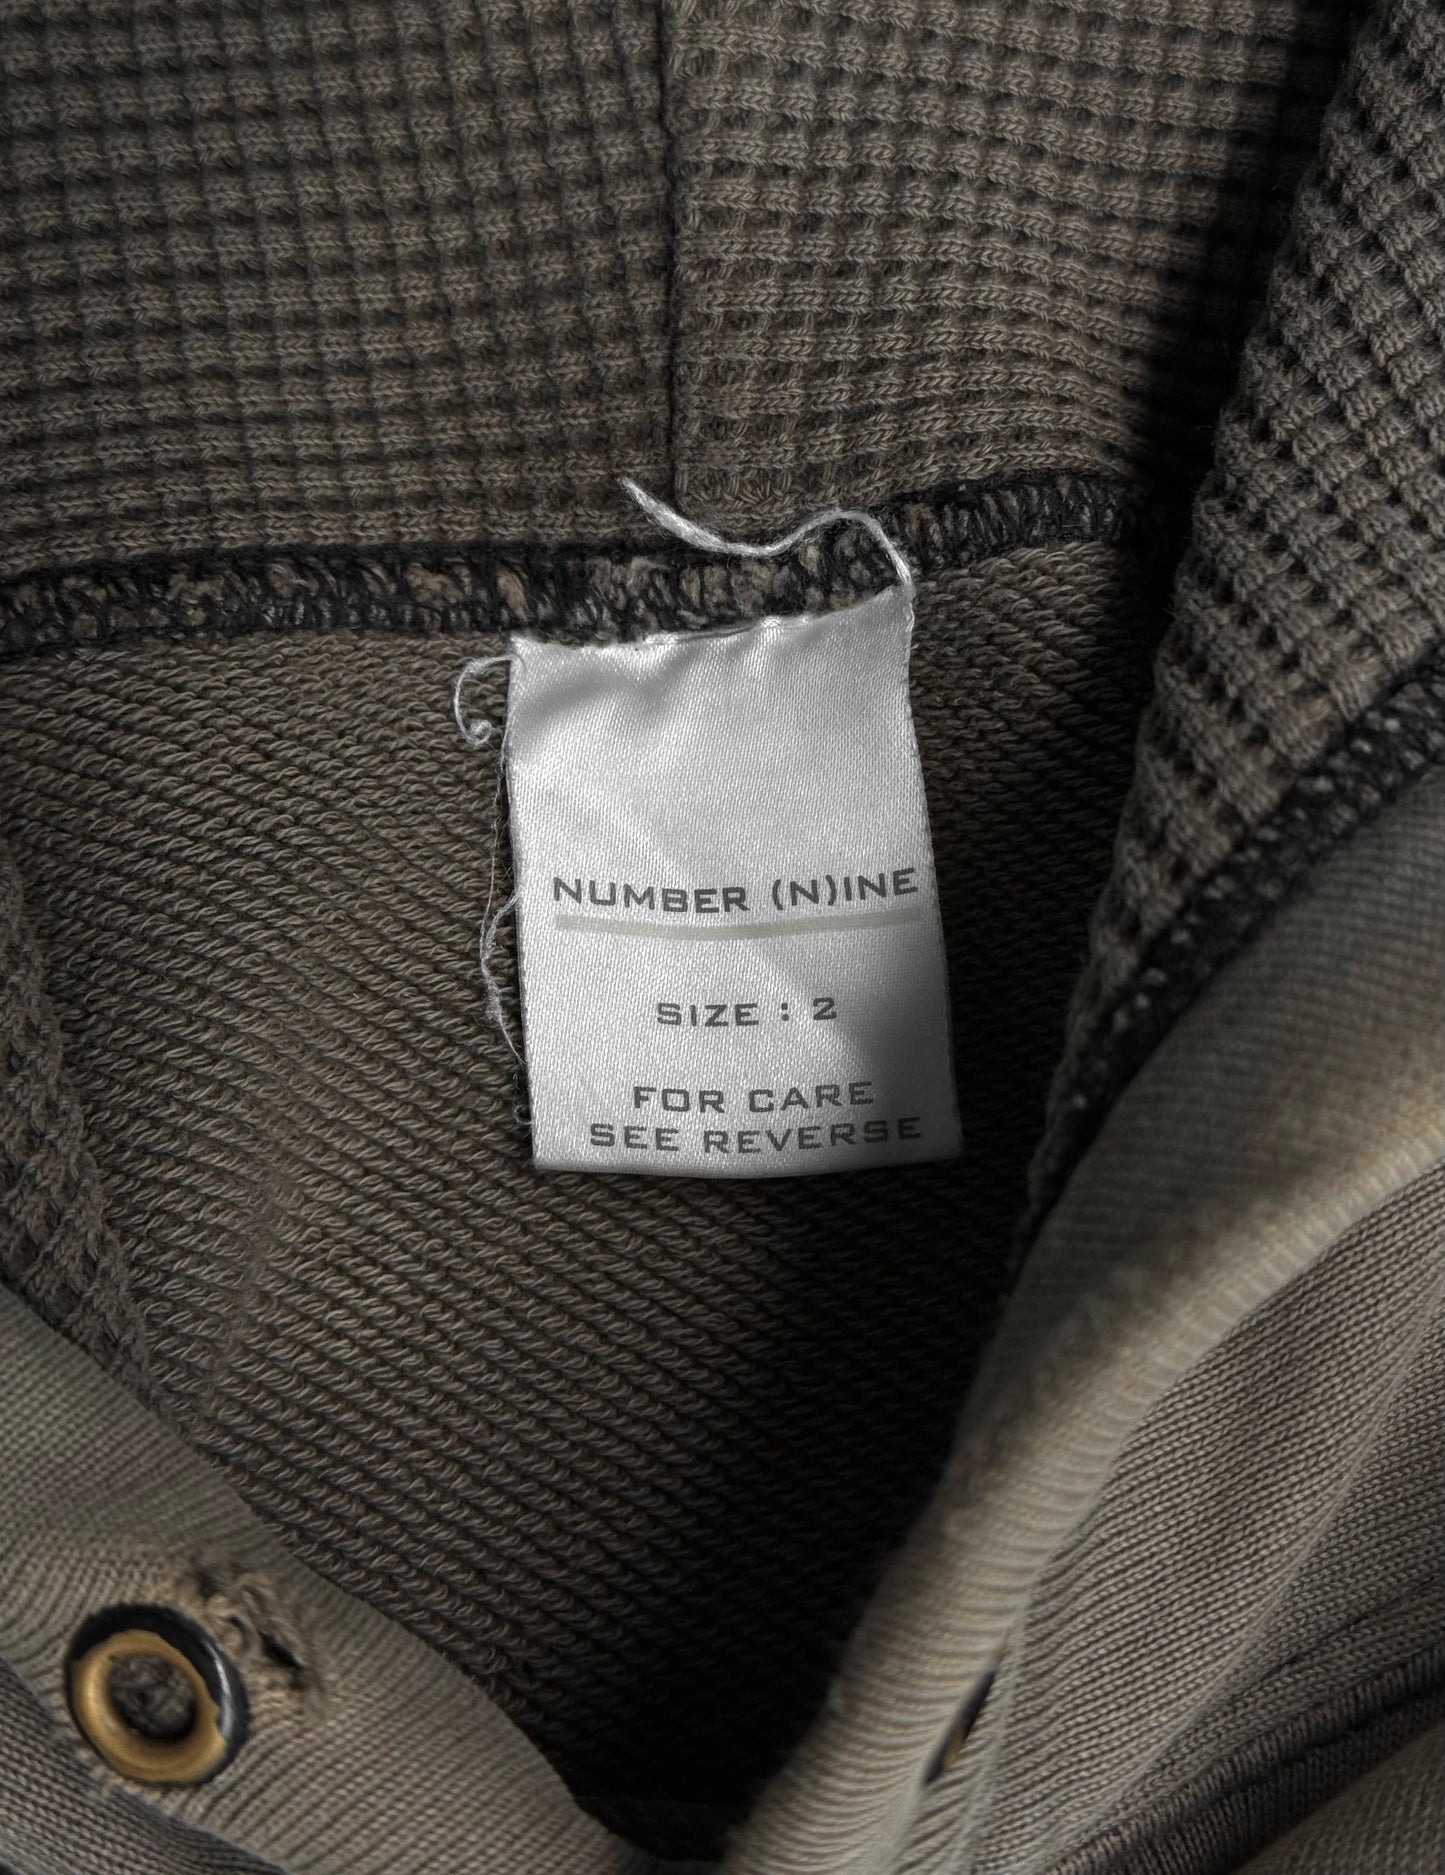 NUMBER (N)INE
SIZE : 2
FOR CARE
SEE REVERSE